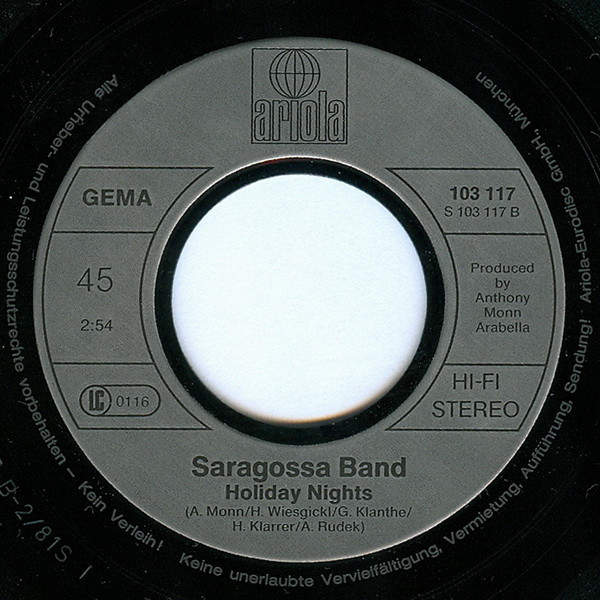 ariola
GEMA
103 117
S 103 117 B
45
2:54
LC 0116
Produced
by
Anthony
Monn
Arabella
HI-FI
STEREO
Saragossa Band
Holiday Nights
(A. Monn/H. Wiesgickl/G. Klanthe/
H. Klarrer/A. Rudek)
Alle Urheber- und Leistungsschutzrechte vorbehalten – Kein Verleih! Keine unerlaubte Vervielfältigung, Vermietung, Aufführung, Sendung! Ariola-Eurodisc GmbH, München
B-2/81S